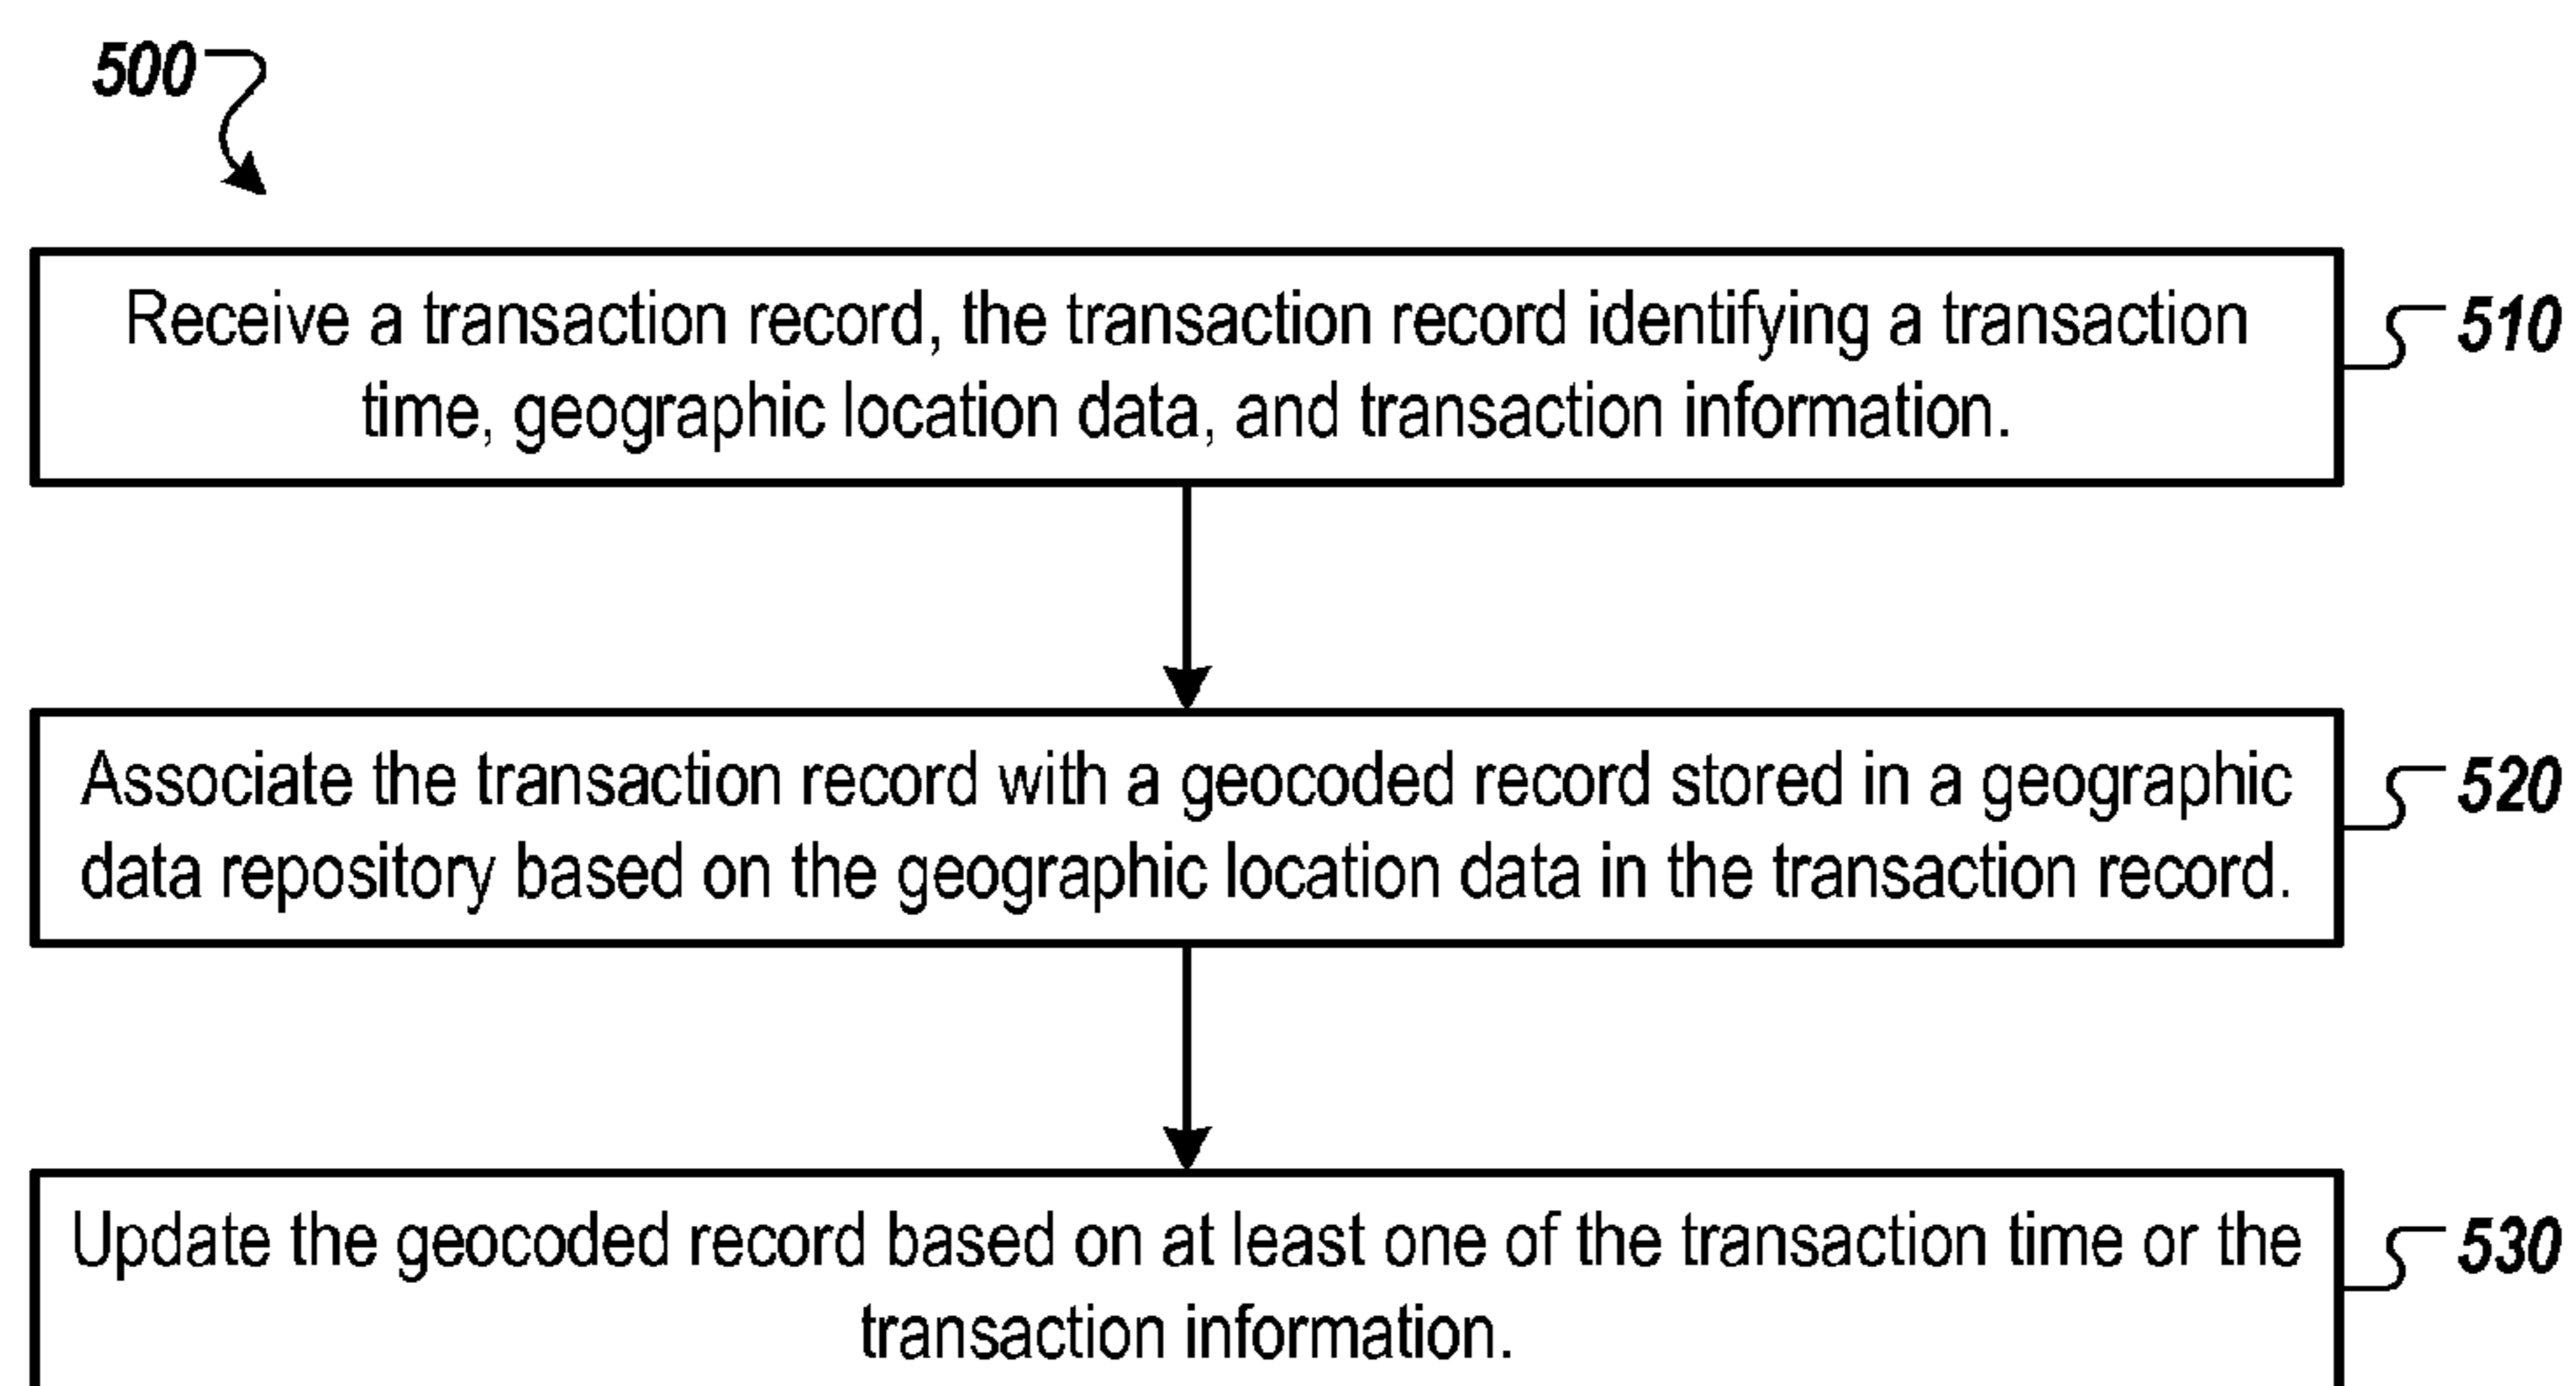 500
Receive a transaction record, the transaction record identifying a transaction
time, geographic location data, and transaction information.
510
Associate the transaction record with a geocoded record stored in a geographic
data repository based on the geographic location data in the transaction record.
520
Update the geocoded record based on at least one of the transaction time or the
transaction information.
530